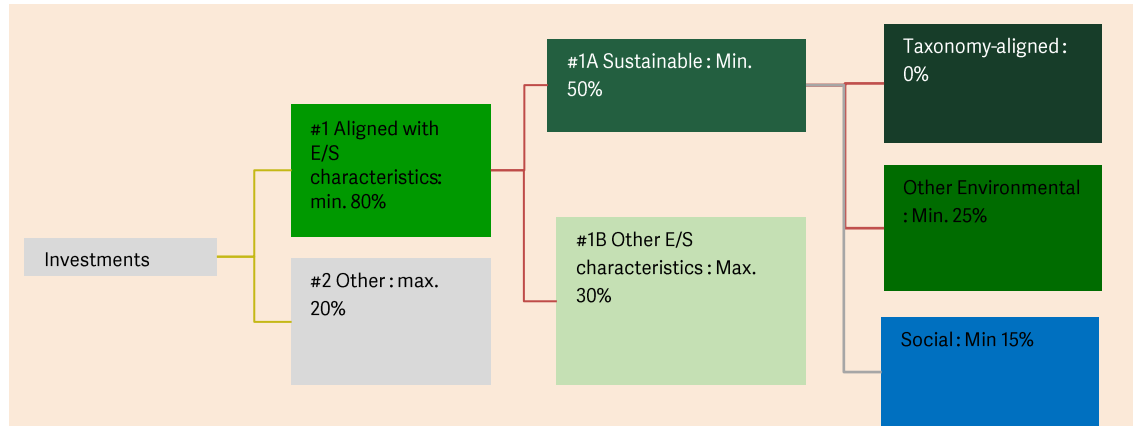 Investments
#1 Aligned with
E/S
characteristics:
min. 80%
#2 Other : max.
20%
#1A Sustainable : Min.
50%
#1B Other E/S
characteristics : Max.
30%
Taxonomy-aligned :
0%
Other Environmental
: Min. 25%
Social : Min 15%